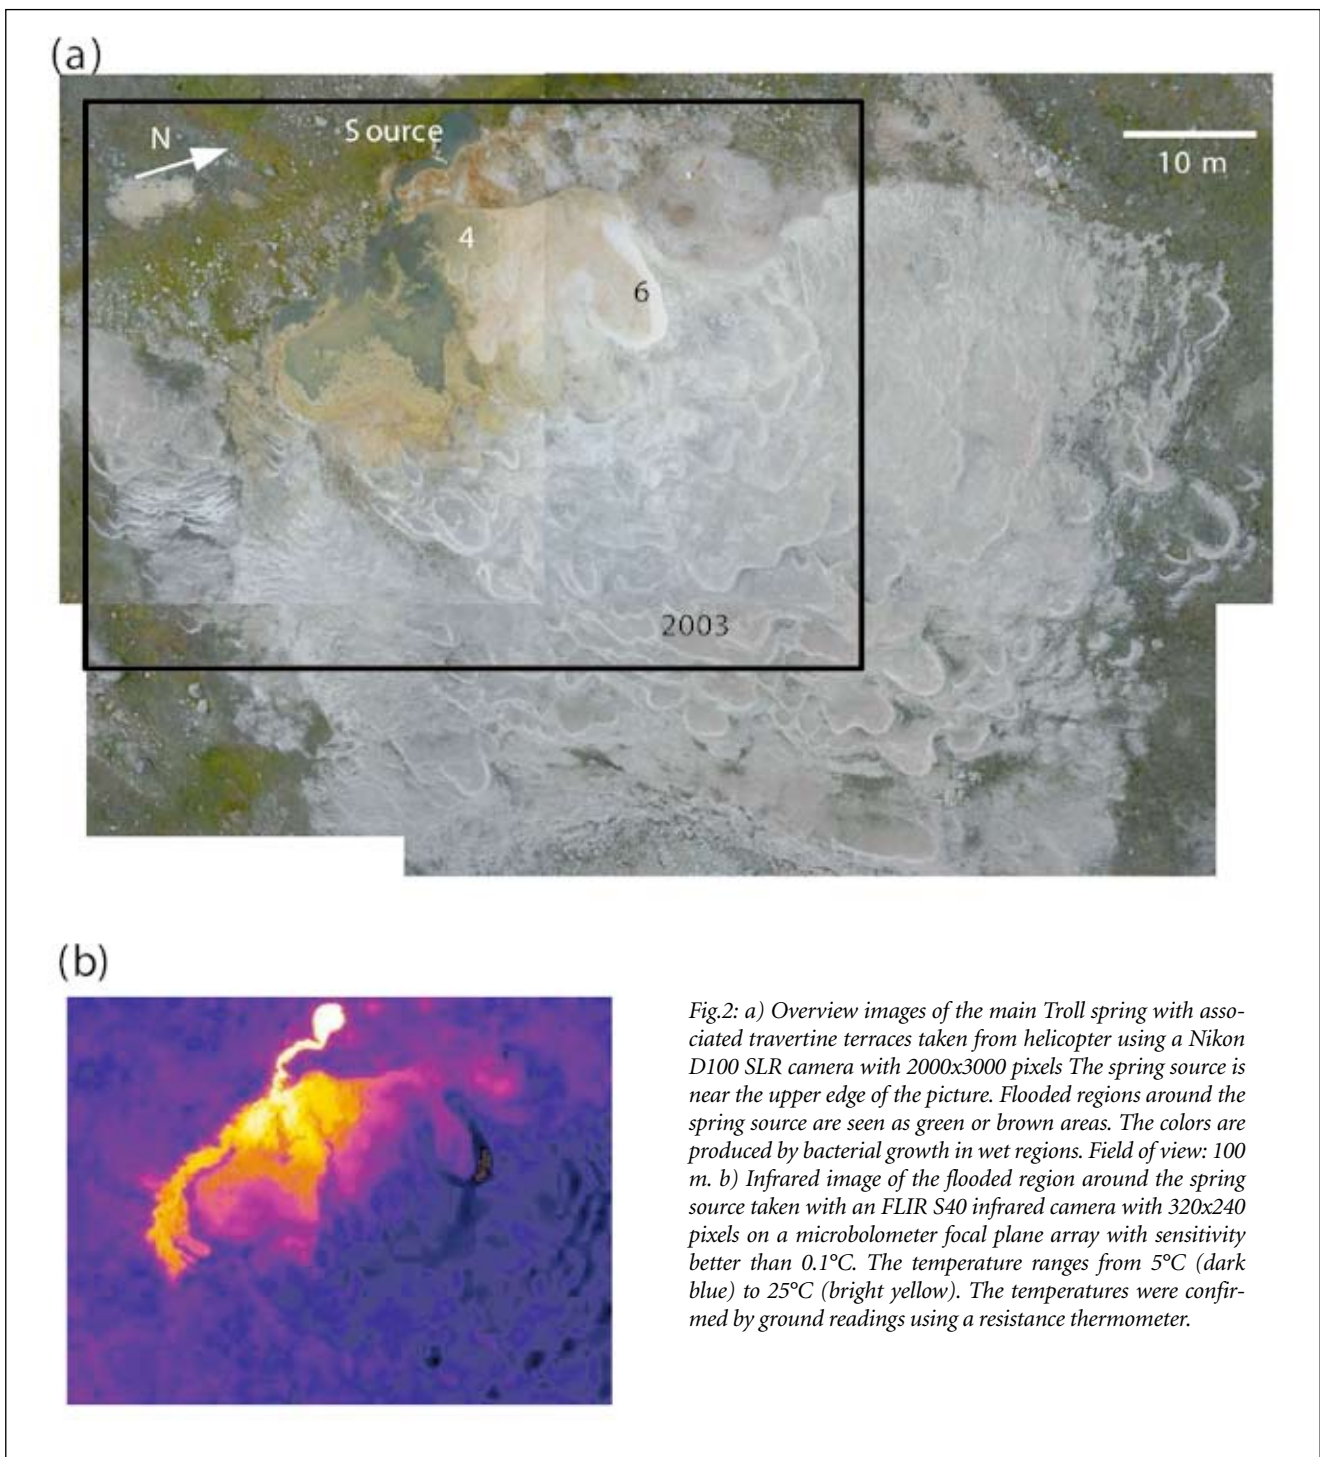 (a)
N
Source
10 m
4
6
2003
(b)
Fig.2: a) Overview images of the main Troll spring with asso-
ciated travertine terraces taken from helicopter using a Nikon
D100 SLR camera with 2000x3000 pixels The spring source is
near the upper edge of the picture. Flooded regions around the
spring source are seen as green or brown areas. The colors are
produced by bacterial growth in wet regions. Field of view: 100
m. b) Infrared image of the flooded region around the spring
source taken with an FLIR S40 infrared camera with 320x240
pixels on a microbolometer focal plane array with sensitivity
better than 0.1°C. The temperature ranges from 5°C (dark
blue) to 25°C (bright yellow). The temperatures were confir-
med by ground readings using a resistance thermometer.